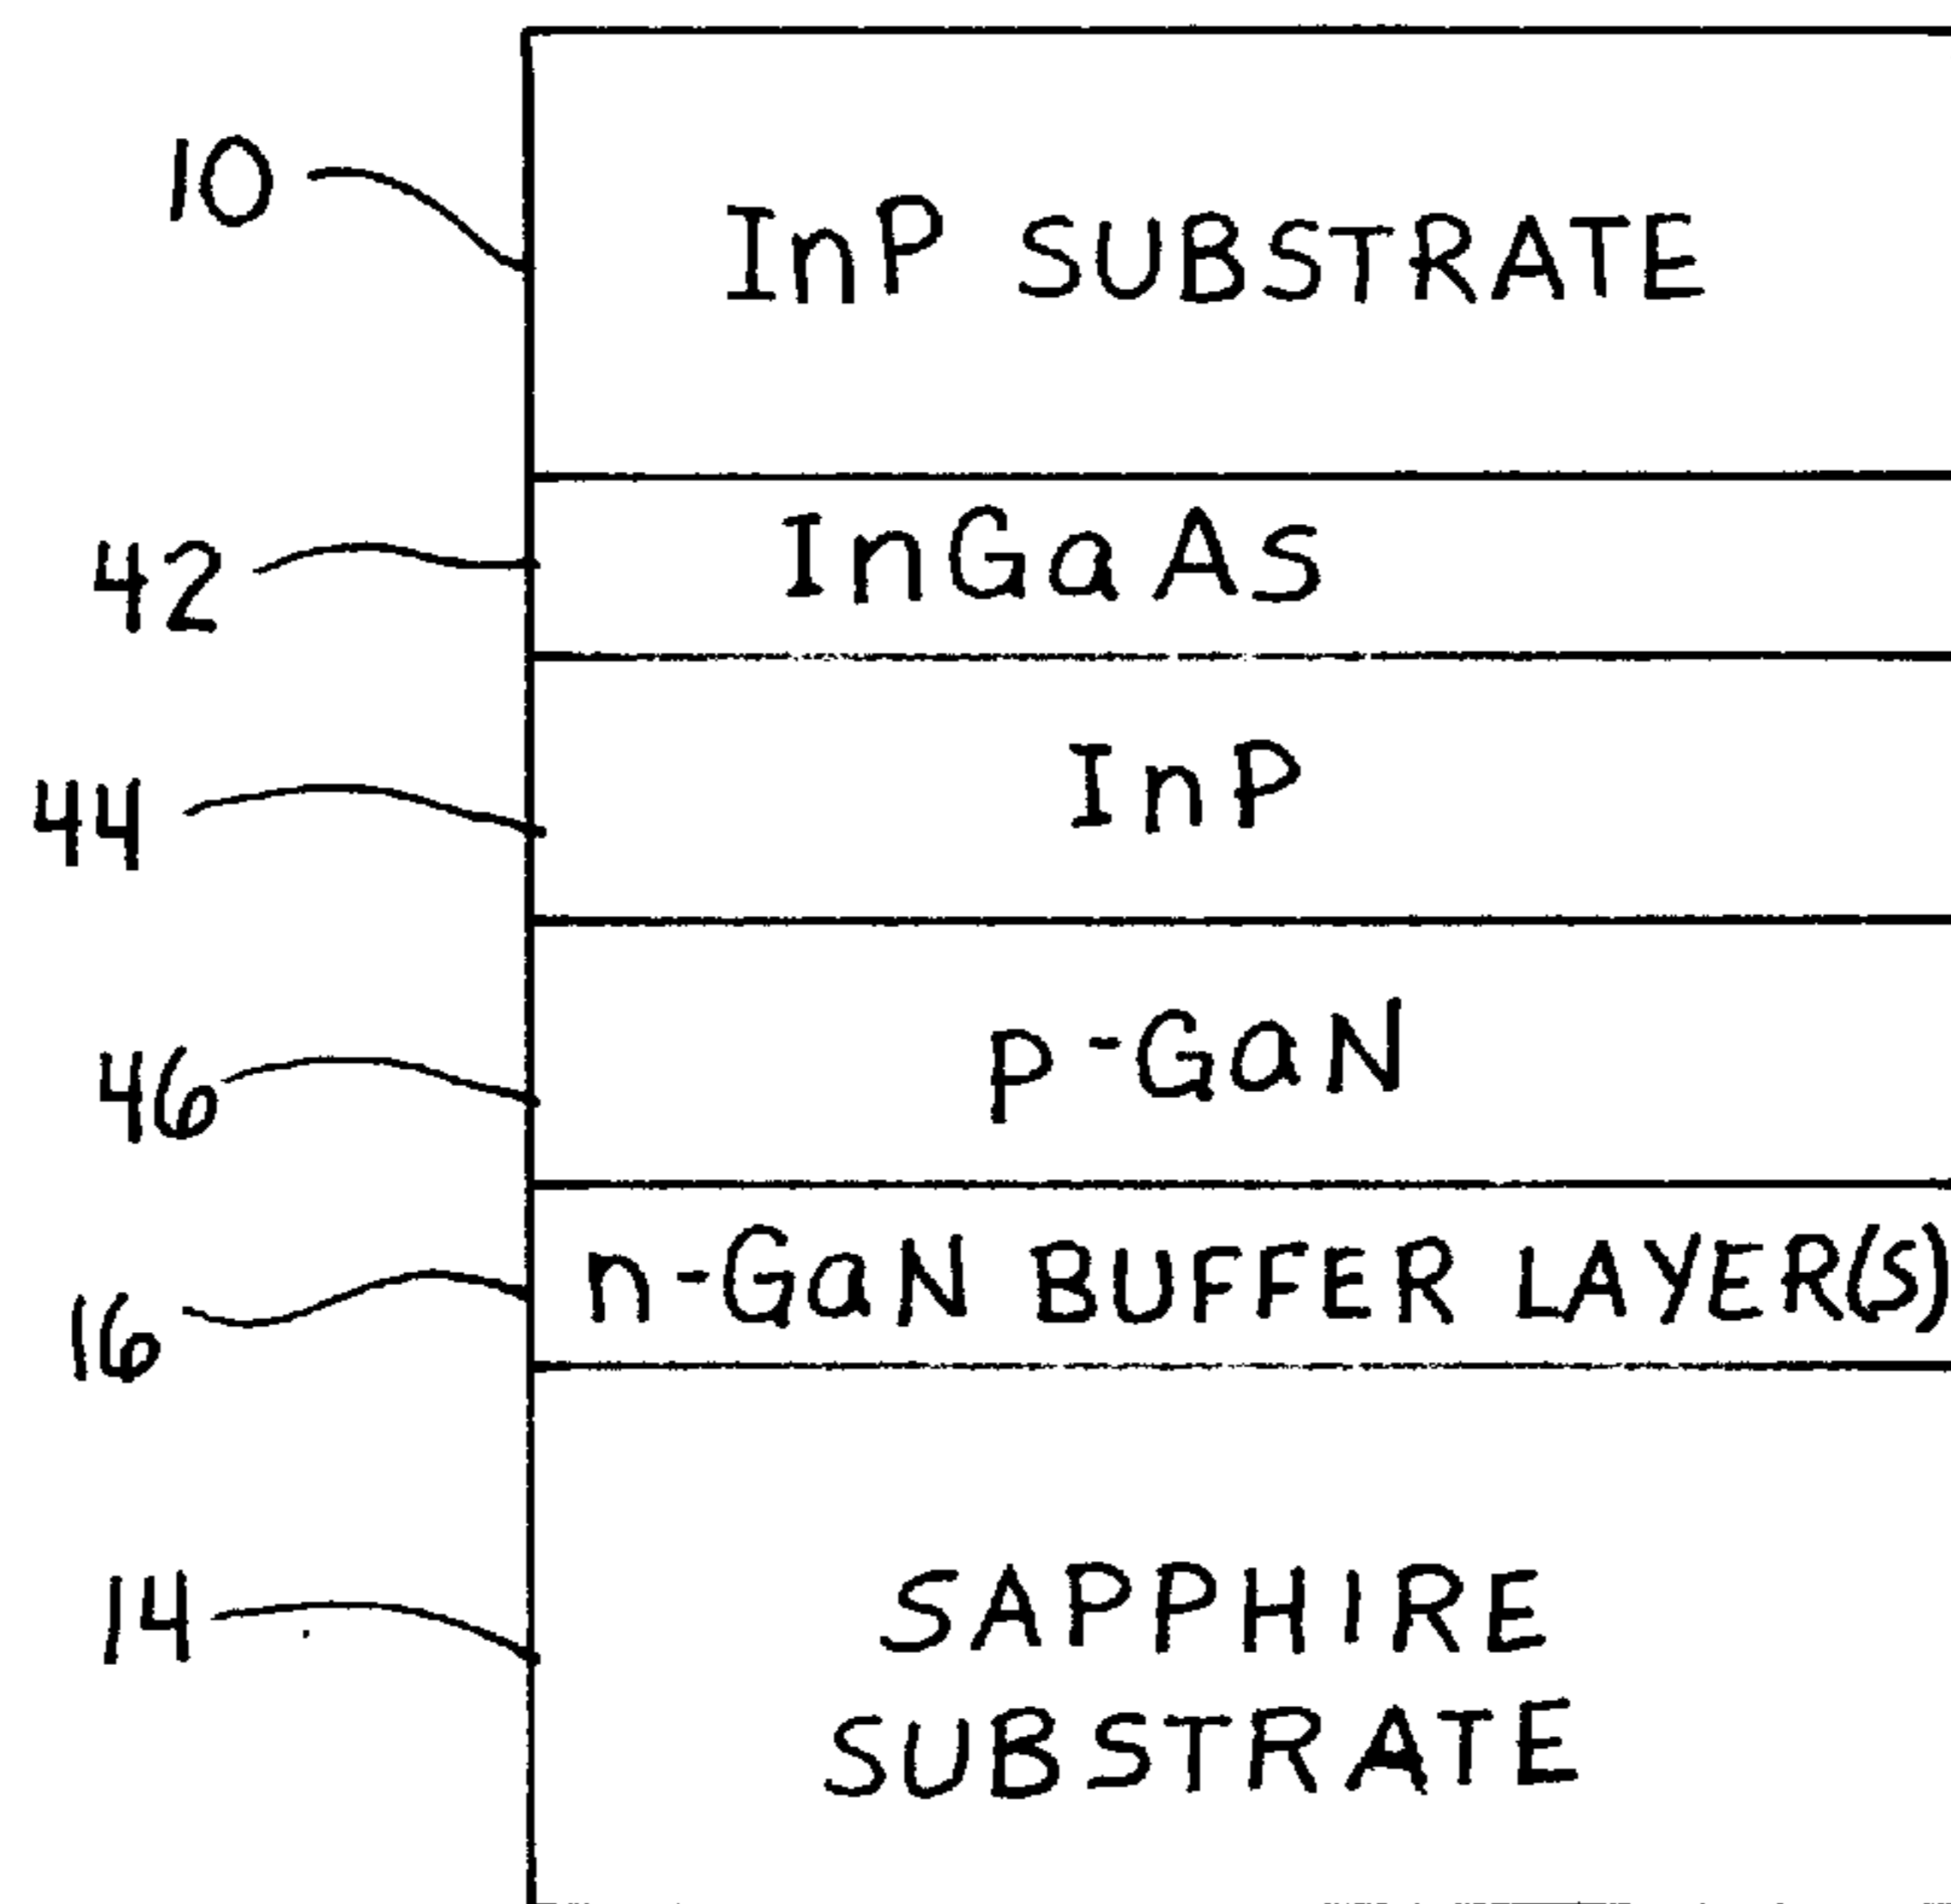 10
InP SUBSTRATE
42
InGaAs
44
InP
46
p-GaN
16
n-GaN BUFFER LAYER(S)
14
SAPPHIRE
SUBSTRATE